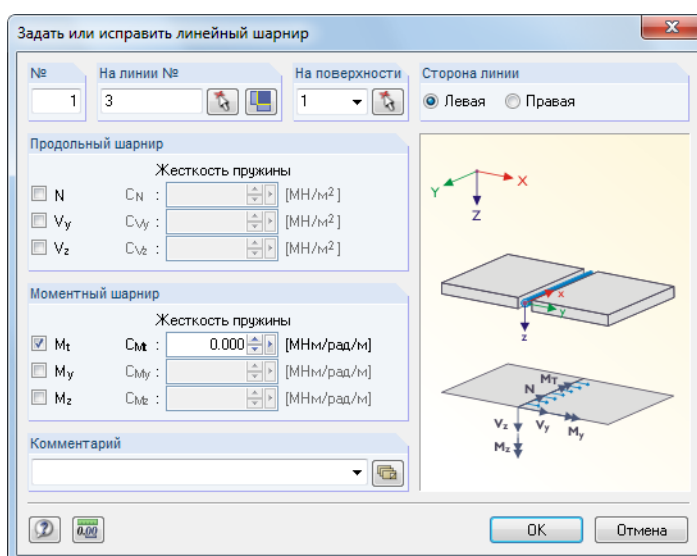 Задать или исправить линейный шарнир
№ На линии № На поверхности Сторона линии
1 3 1 Левая Правая
Продольный шарнир
Жесткость пружины
N CN : [МН/м²]
Vy CVy : [МН/м²]
Vz CVz : [МН/м²]
Моментный шарнир
Жесткость пружины
Mt CMt : 0.000 [МНм/рад/м]
My CMy : [МНм/рад/м]
Mz CMz : [МНм/рад/м]
Комментарий
X
Y
Z
x
y
z
MT
N
Vz Vy My
Mz
0.00 OK Отмена